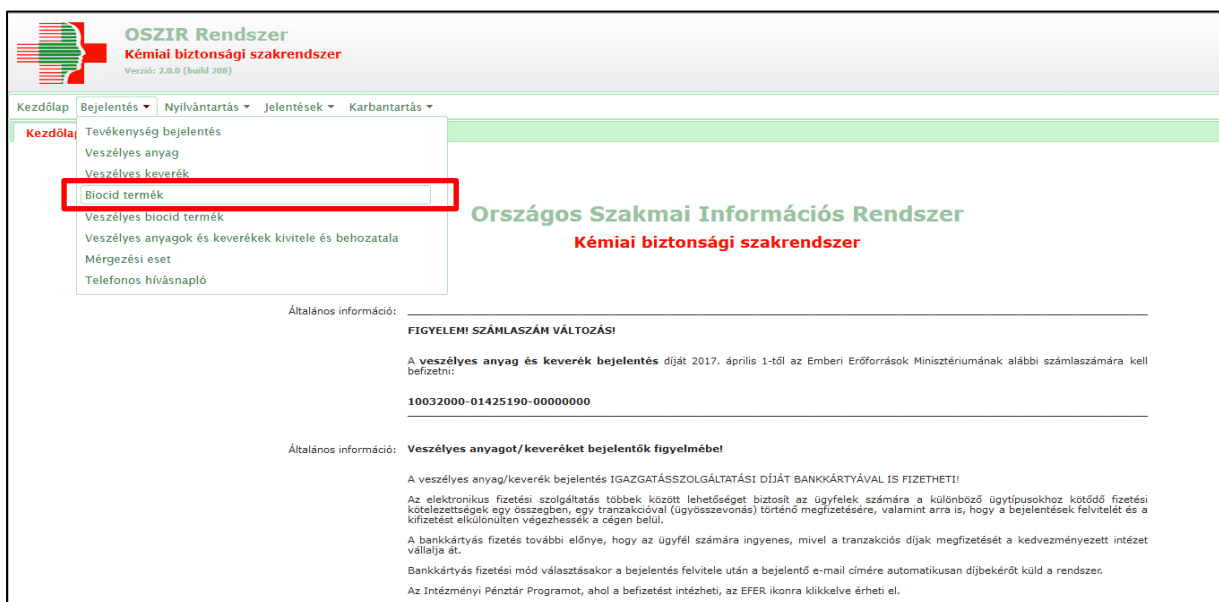 OSZIR Rendszer
Kémiai biztonsági szakrendszer
Verzió: 2.0.0 (build 208)
Kezdőlap Bejelentés Nyilvántartás Jelentések Karbantartás
Kezdőlap
Tevékenység bejelentés
Veszélyes anyag
Veszélyes keverék
Biocid termék
Veszélyes biocid termék
Veszélyes anyagok és keverékek kivitele és behozatala
Mérgezési eset
Telefonos hívásnapló
Országos Szakmai Információs Rendszer
Kémiai biztonsági szakrendszer
Általános információ:
FIGYELEM! SZÁMLASZÁM VÁLTOZÁS!
A veszélyes anyag és keverék bejelentés díját 2017. április 1-től az Emberi Erőforrások Minisztériumának alábbi számlaszámára kell
befizetni:
10032000-01425190-00000000
Általános információ: Veszélyes anyagot/keveréket bejelentők figyelmébe!
A veszélyes anyag/keverék bejelentés IGAZGATÁSSZOLGÁLTATÁSI DÍJÁT BANKKÁRTYÁVAL IS FIZETHETI!
Az elektronikus fizetési szolgáltatás többek között lehetőséget biztosít az ügyfelek számára a különböző ügytípusokhoz kötődő fizetési
kötelezettségek egy összegben, egy tranzakcióval (ügyösszevonás) történő megfizetésére, valamint arra is, hogy a bejelentések felvitelét és a
kifizetést elkülönülten végezhessék a cégen belül.
A bankkártyás fizetés további előnye, hogy az ügyfél számára ingyenes, mivel a tranzakciós díjak megfizetését a kedvezményezett intézet
vállalja át.
Bankkártyás fizetési mód választásakor a bejelentés felvitele után a bejelentő e-mail címére automatikusan díjbekérőt küld a rendszer.
Az Intézményi Pénztár Programot, ahol a befizetést intézheti, az EFER ikonra klikkelve érheti el.